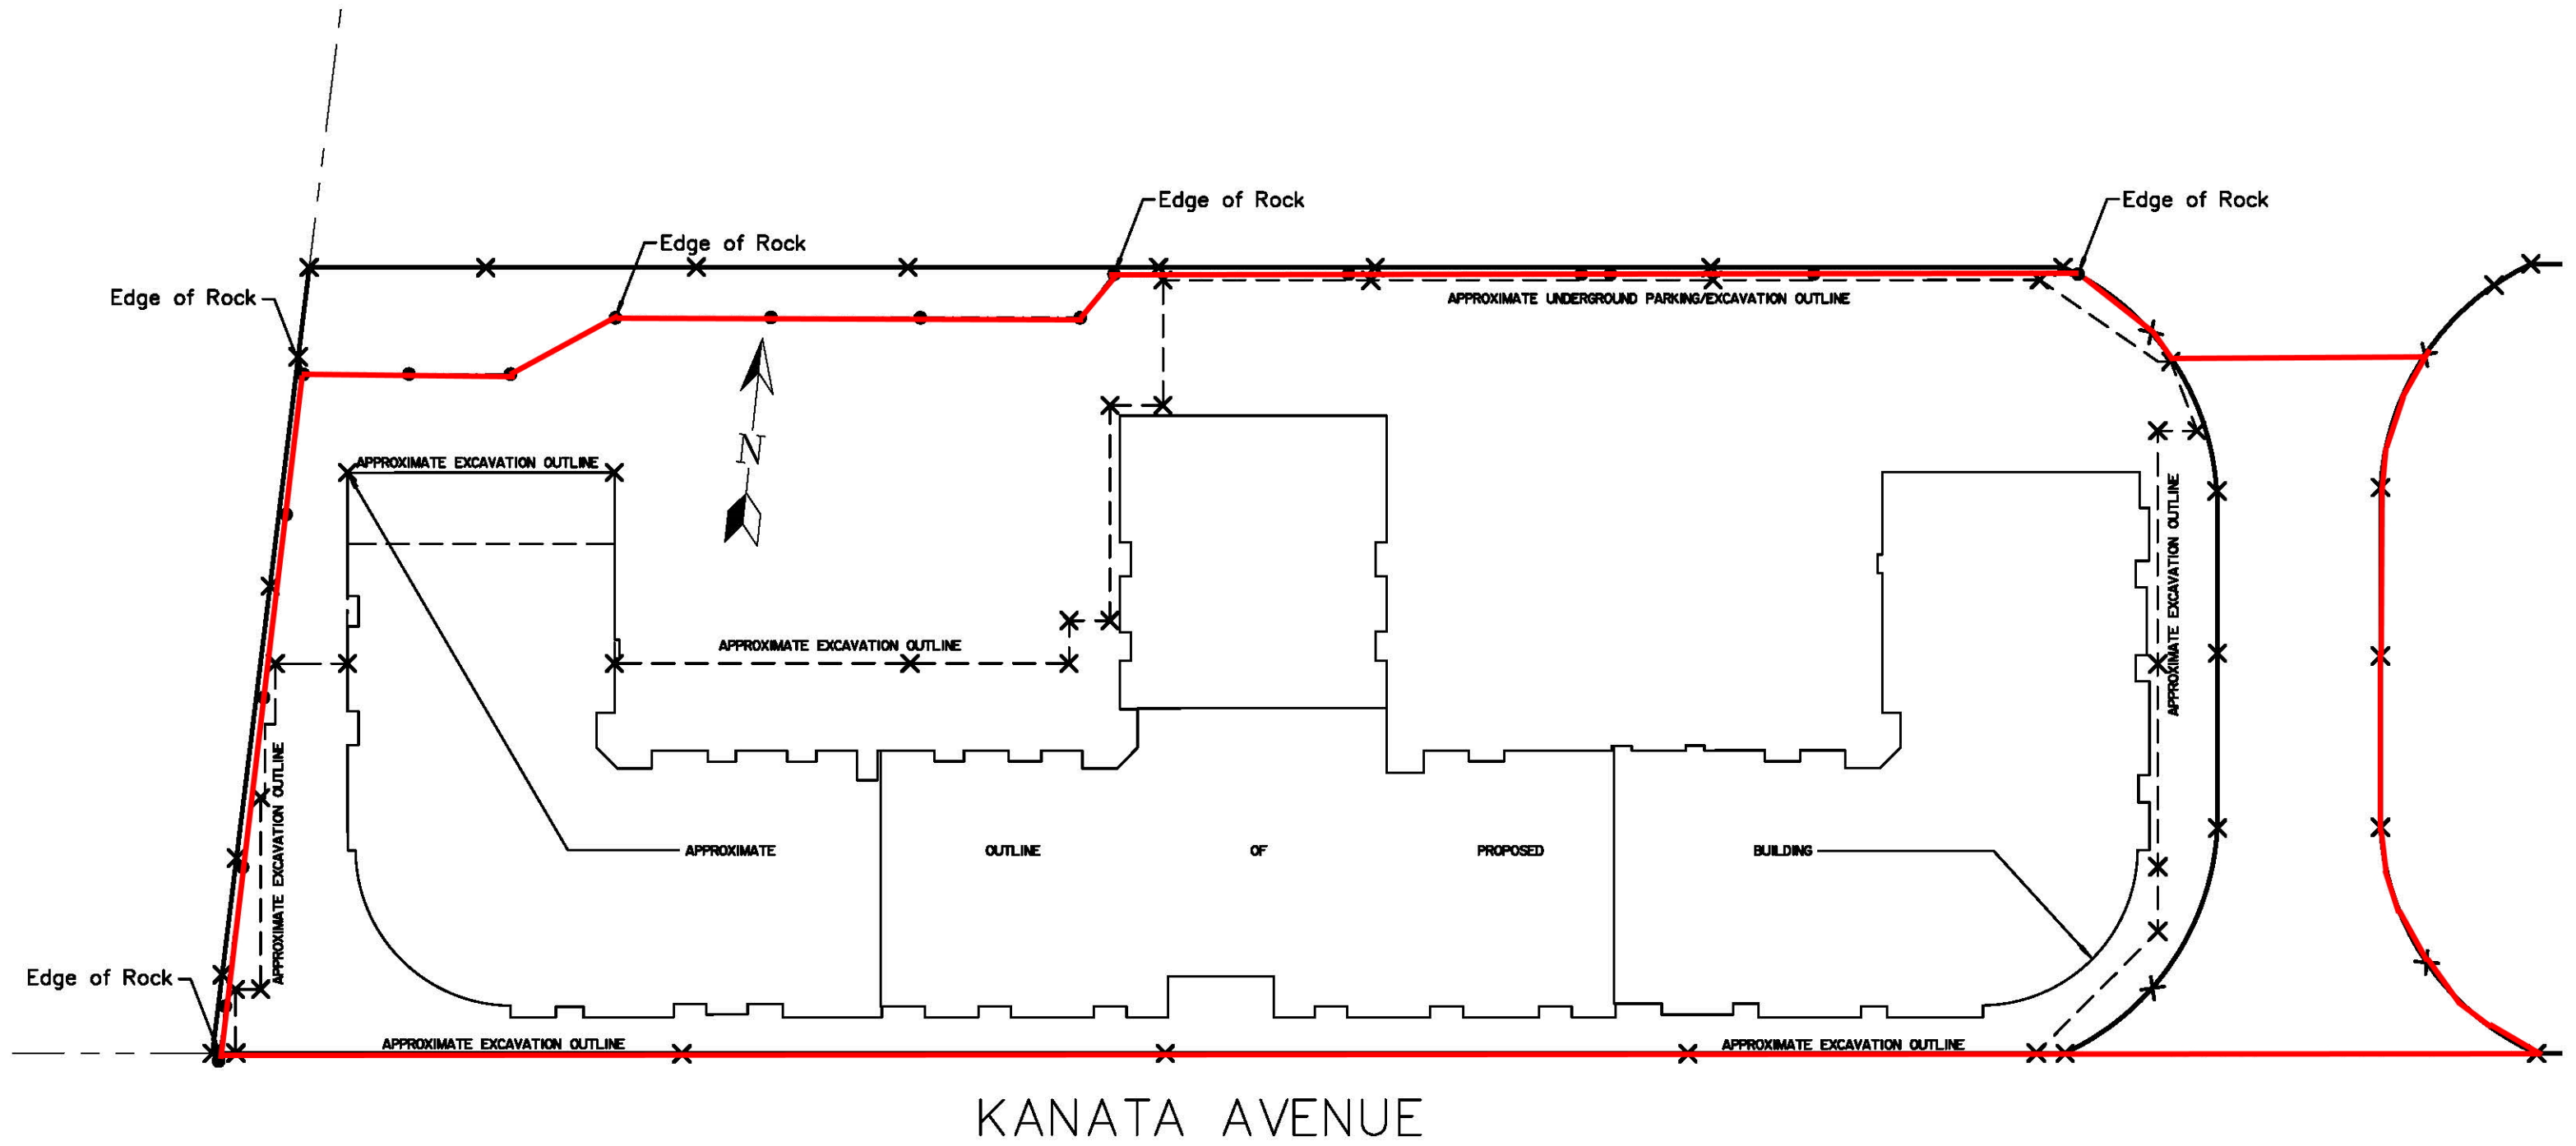 Edge of Rock
Edge of Rock
Edge of Rock
Edge of Rock
APPROXIMATE UNDERGROUND PARKING/EXCAVATION OUTLINE
N
APPROXIMATE EXCAVATION OUTLINE
APPROXIMATE EXCAVATION OUTLINE
APPROXIMATE EXCAVATION OUTLINE
APPROXIMATE EXCAVATION OUTLINE
APPROXIMATE OUTLINE OF PROPOSED BUILDING
Edge of Rock
APPROXIMATE EXCAVATION OUTLINE
APPROXIMATE EXCAVATION OUTLINE
KANATA AVENUE